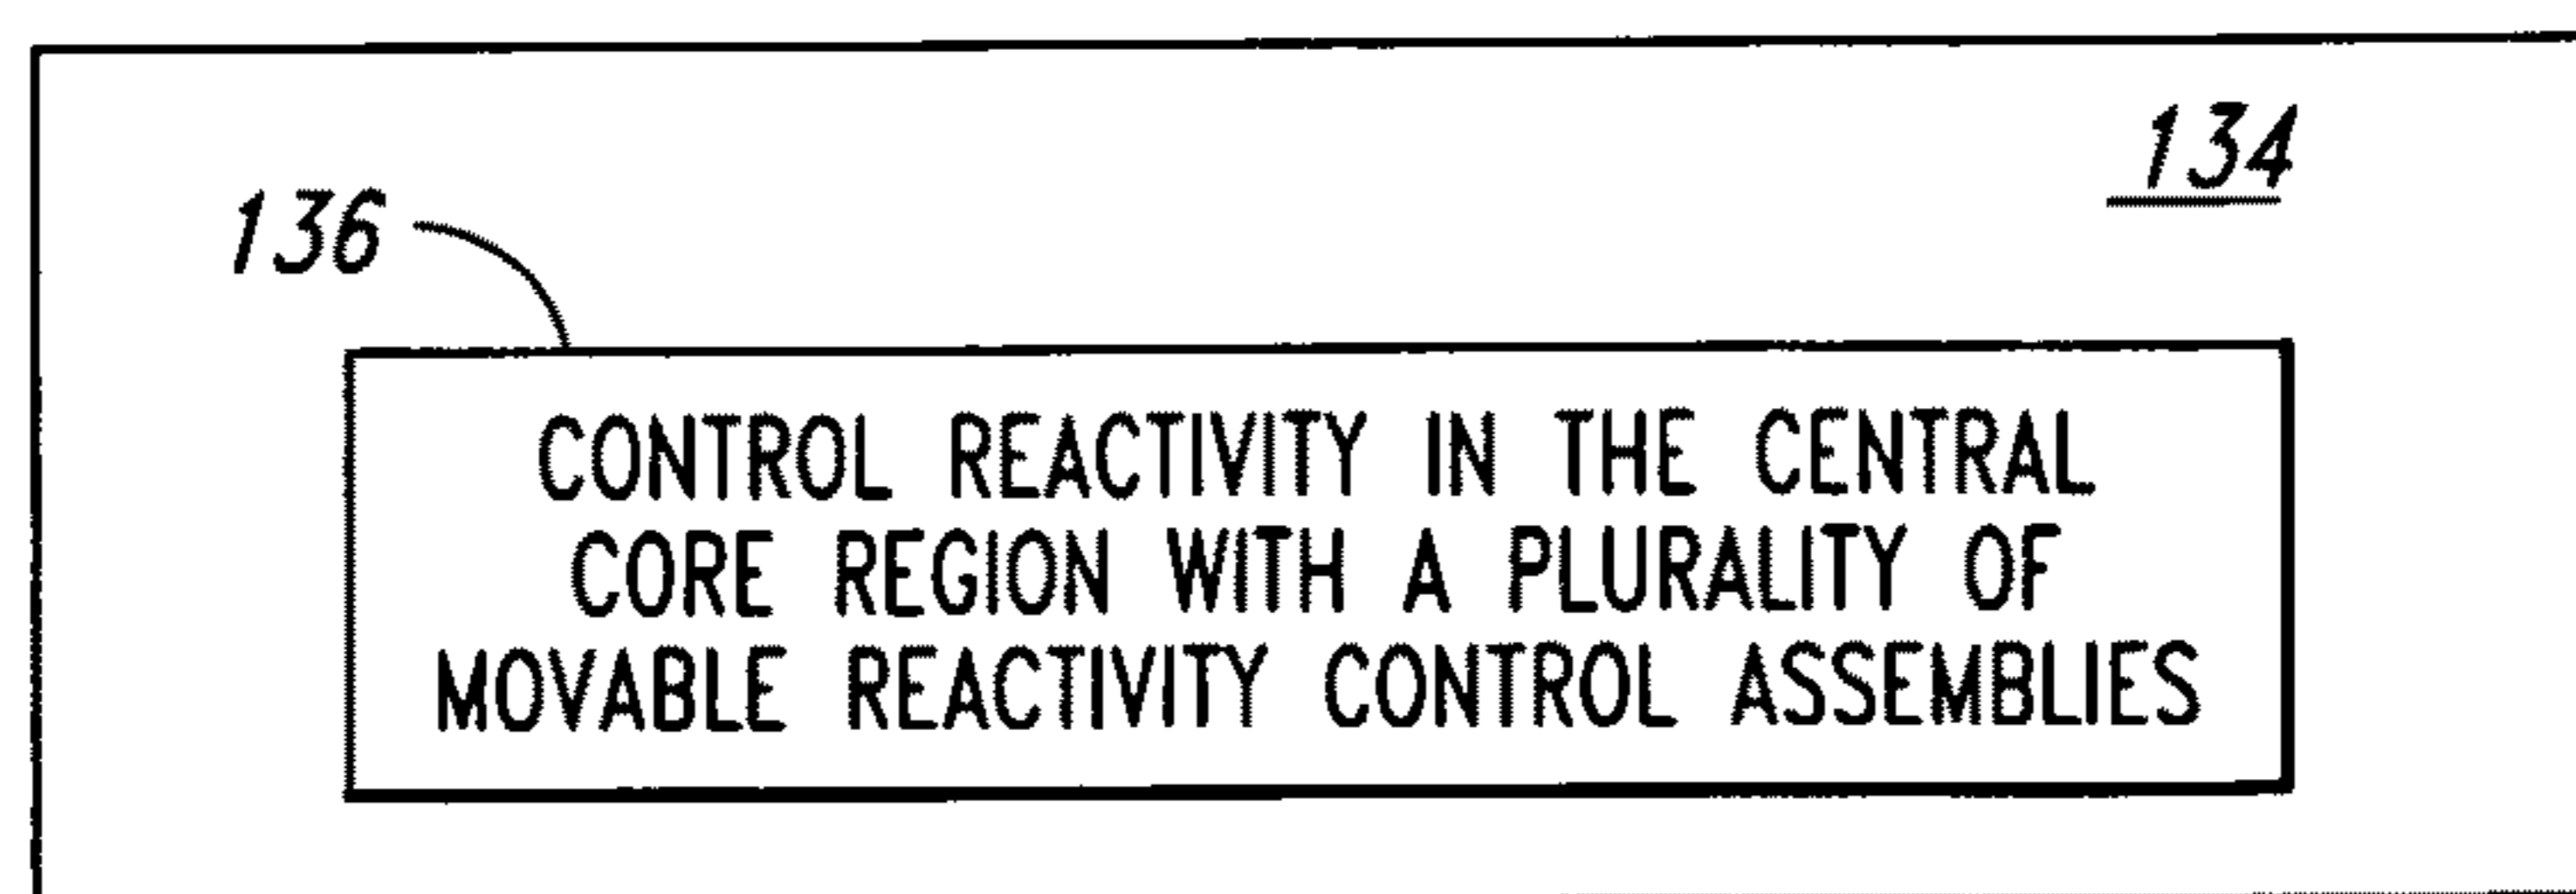 134
136
CONTROL REACTIVITY IN THE CENTRAL
CORE REGION WITH A PLURALITY OF
MOVABLE REACTIVITY CONTROL ASSEMBLIES